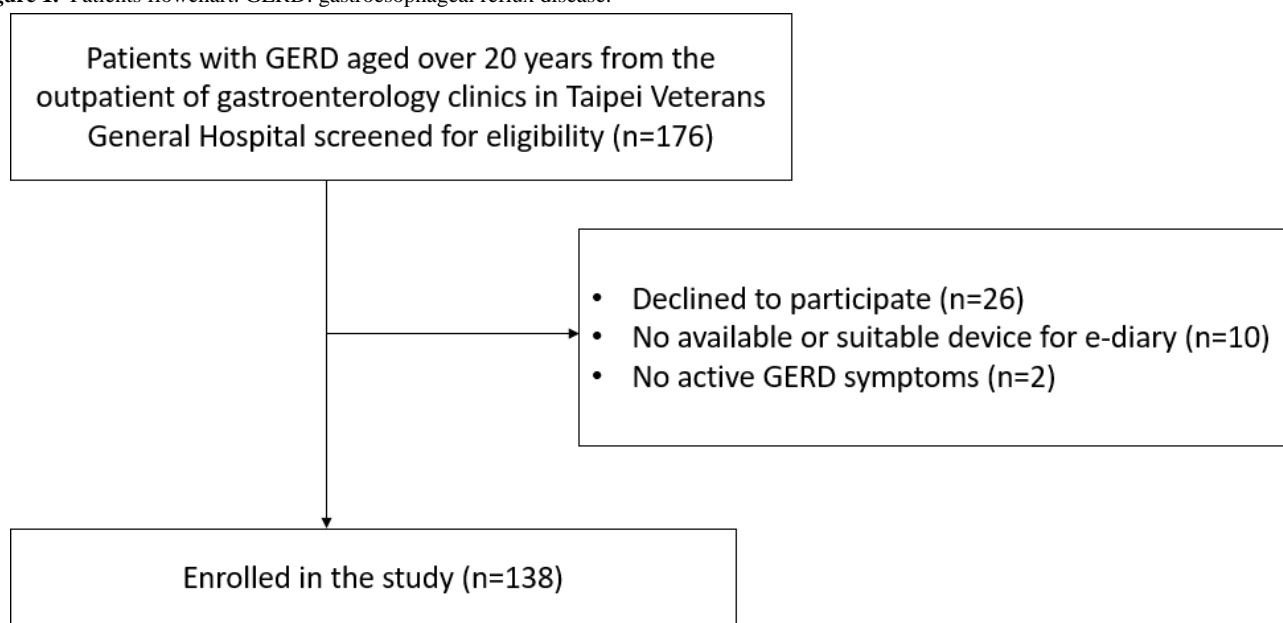 Figure 1. Patients flowchart. GERD: gastroesophageal reflux disease.
Patients with GERD aged over 20 years from the
outpatient of gastroenterology clinics in Taipei Veterans
General Hospital screened for eligibility (n=176)
• Declined to participate (n=26)
• No available or suitable device for e-diary (n=10)
• No active GERD symptoms (n=2)
Enrolled in the study (n=138)